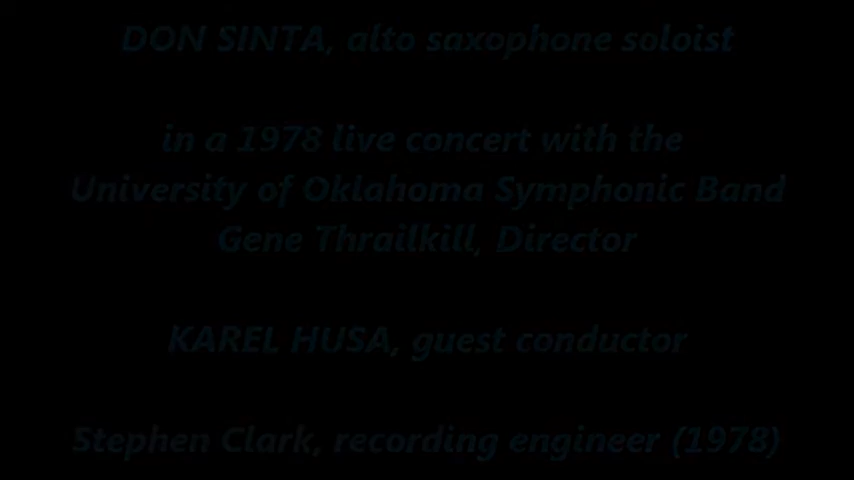 DON SINTA, alto saxophone soloist
in a 1978 live concert with the
University of Oklahoma Symphonic Band
Gene Thrailkill, Director
KAREL HUSA, guest conductor
Stephen Clark, recording engineer (1978)